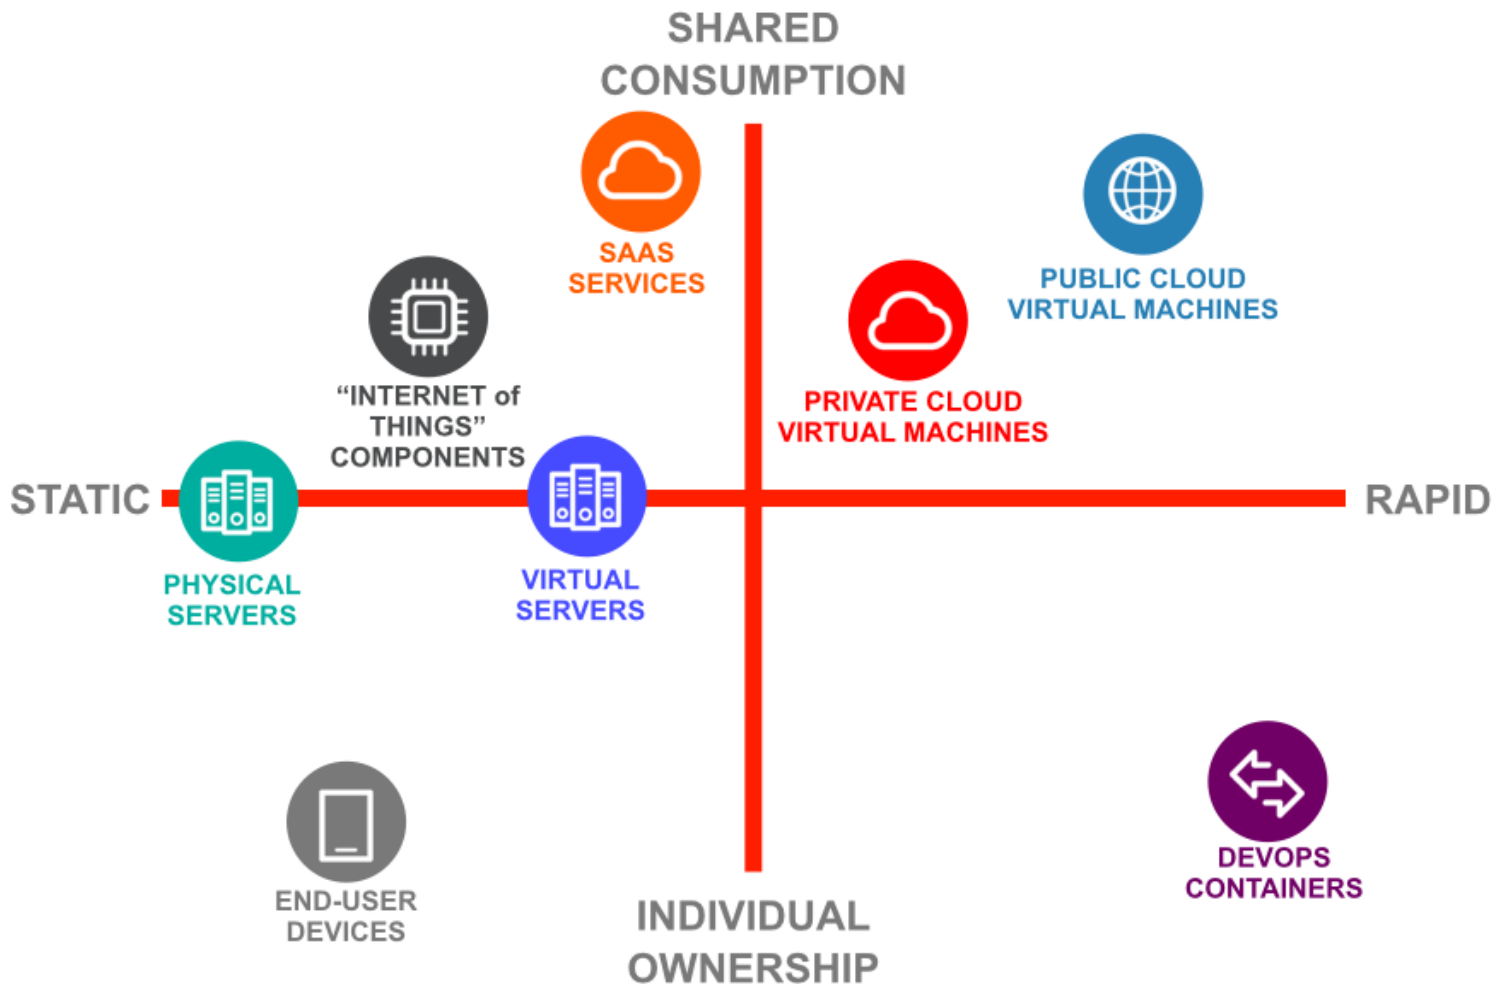 SHARED
CONSUMPTION
SAAS
SERVICES
PUBLIC CLOUD
VIRTUAL MACHINES
“INTERNET of
THINGS”
COMPONENTS
PRIVATE CLOUD
VIRTUAL MACHINES
STATIC
RAPID
PHYSICAL
SERVERS
VIRTUAL
SERVERS
END-USER
DEVICES
DEVOPS
CONTAINERS
INDIVIDUAL
OWNERSHIP